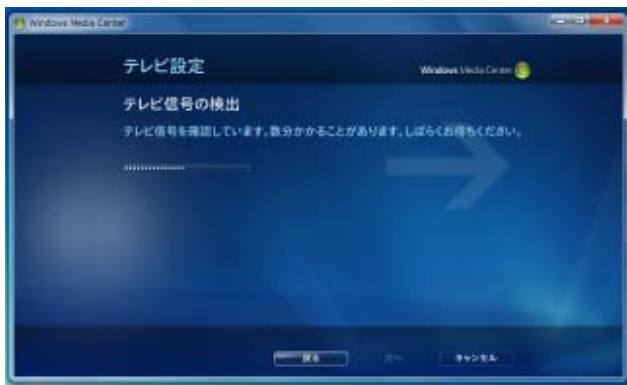 Windows Media Center
テレビ設定
Windows Media Center
テレビ信号の検出
テレビ信号を確認しています。数分かかることがあります。しばらくお待ちください。
戻る
次へ
キャンセル